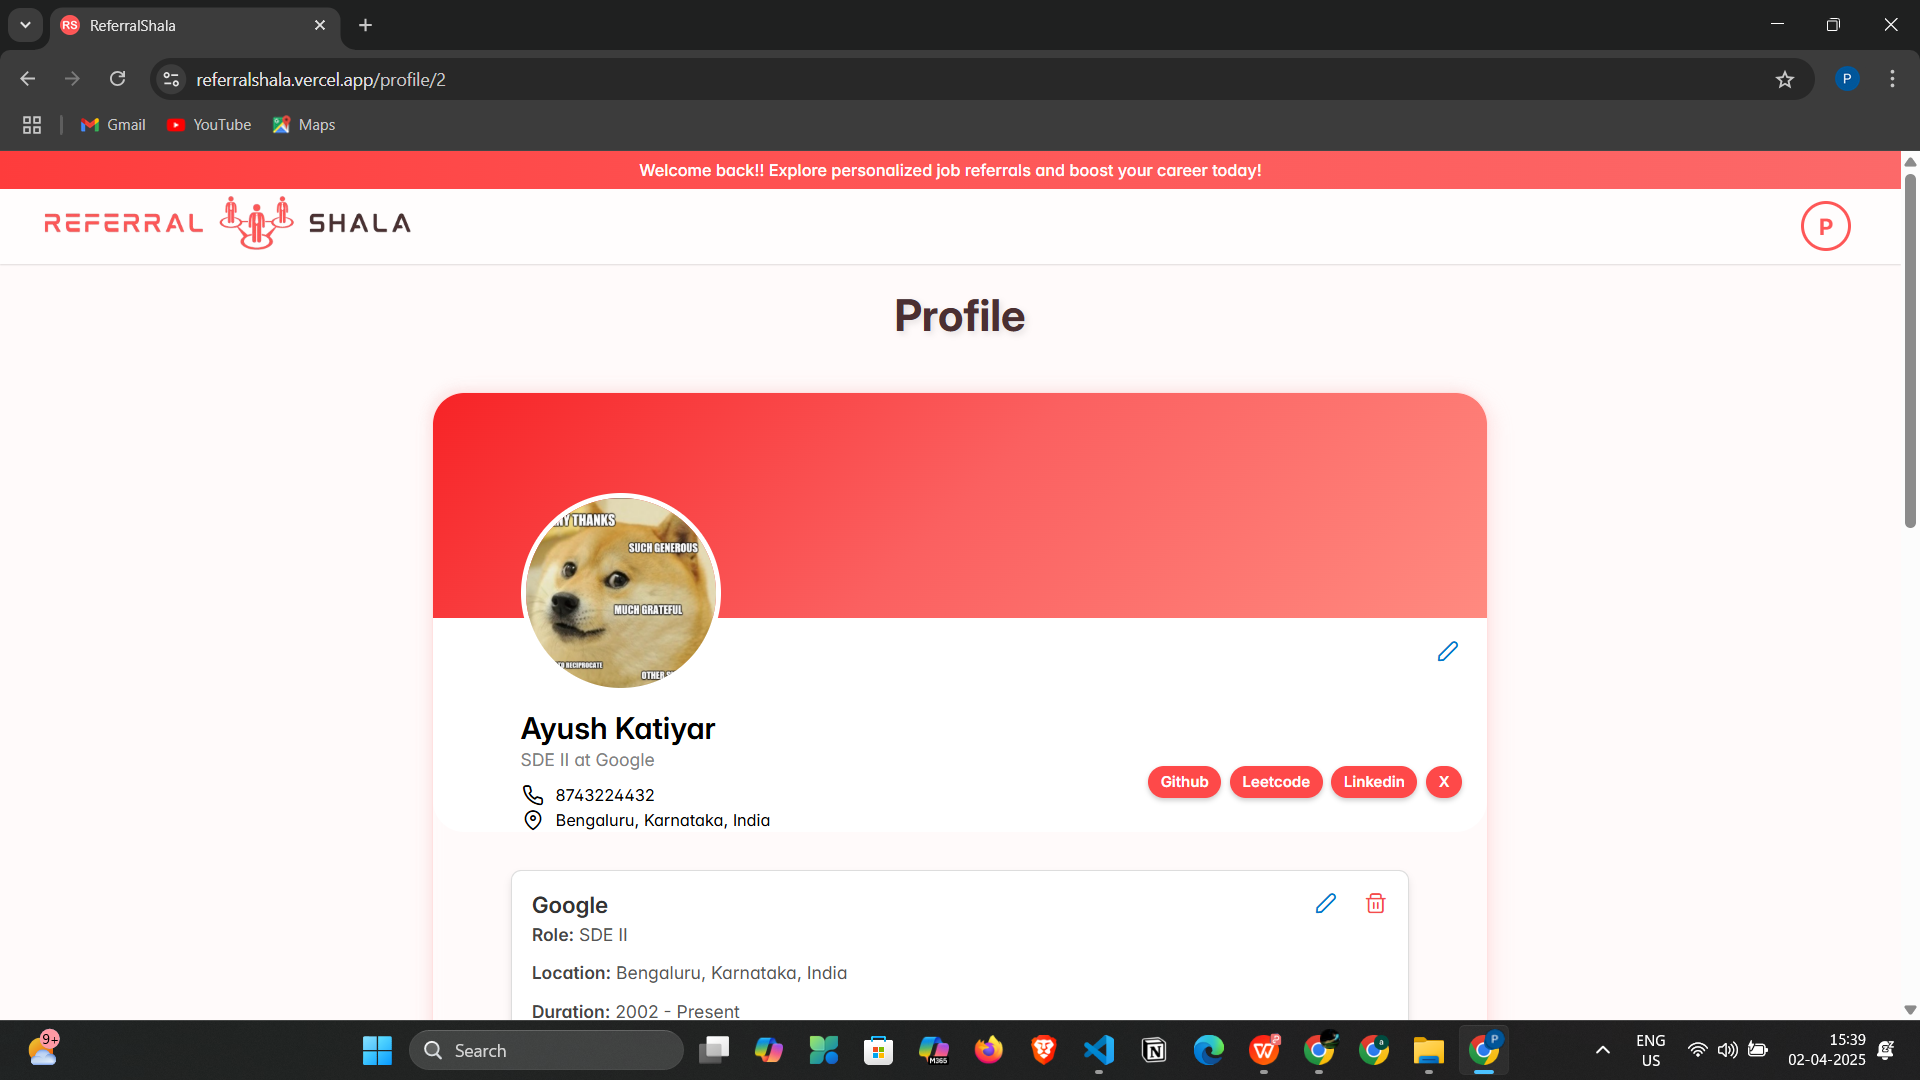 RS ReferralShala
referralshala.vercel.app/profile/2
P
Gmail YouTube Maps
Welcome back!! Explore personalized job referrals and boost your career today!
REFERRAL SHALA
P
Profile
NY THANKS
SUCH GENEROUS
MUCH GRATEFUL
RECIPROCATE
OTHER
Ayush Katiyar
SDE II at Google
8743224432
Bengaluru, Karnataka, India
Github Leetcode Linkedin X
Google
Role: SDE II
Location: Bengaluru, Karnataka, India
Duration: 2002 - Present
9+
Search
M365
ENG
US
15:39
02-04-2025